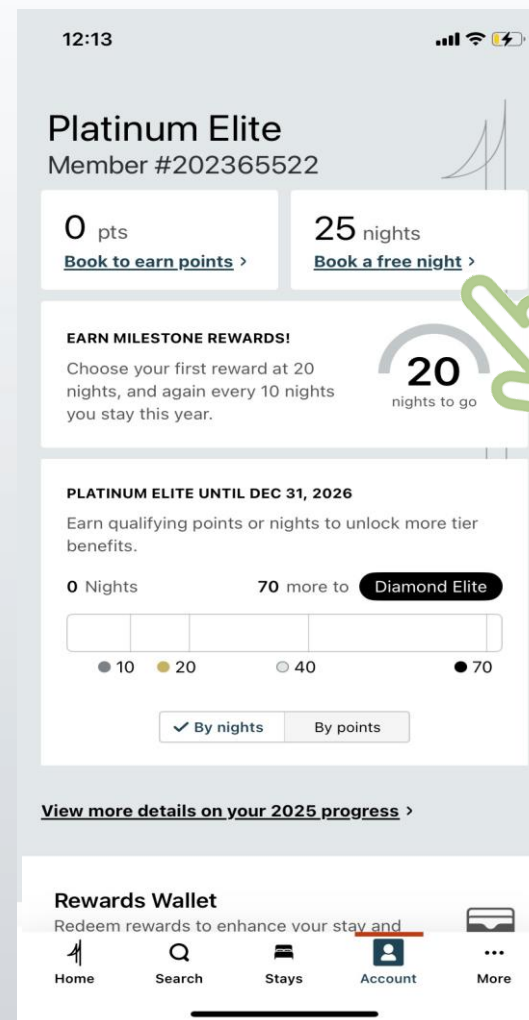 12:13
Platinum Elite
Member #202365522
0 pts
Book to earn points >
25 nights
Book a free night >
EARN MILESTONE REWARDS!
Choose your first reward at 20
nights, and again every 10 nights
you stay this year.
20
nights to go
PLATINUM ELITE UNTIL DEC 31, 2026
Earn qualifying points or nights to unlock more tier
benefits.
0 Nights
70 more to Diamond Elite
10 20 40 70
By nights By points
View more details on your 2025 progress >
Rewards Wallet
Redeem rewards to enhance your stay and
Home Search Stays Account More